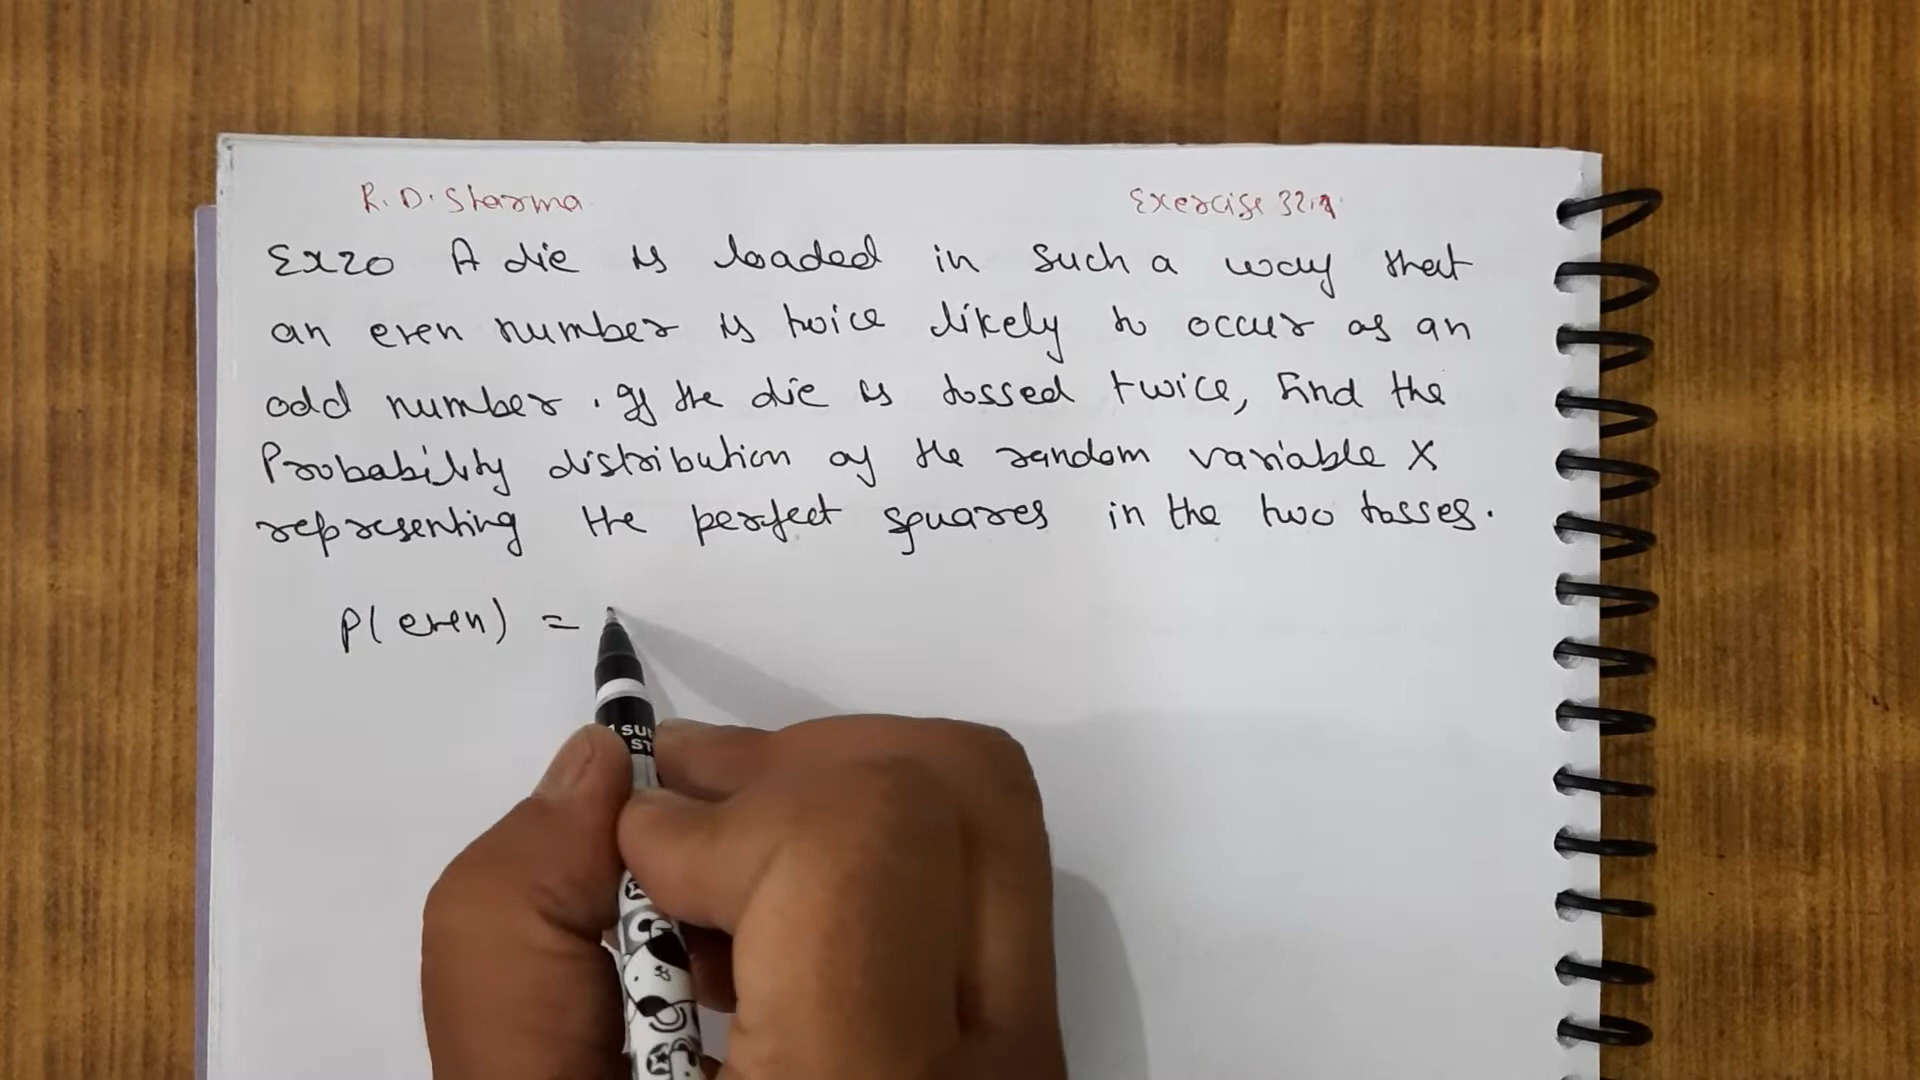 R.D. Sharma Exercise 32.1
Ex20 A die is loaded in such a way that
an even number is twice likely to occur as an
odd number. If the die is tossed twice, find the
Probability distribution of the random variable X
representing the perfect squares in the two tosses.
P(even) =
SU
ST